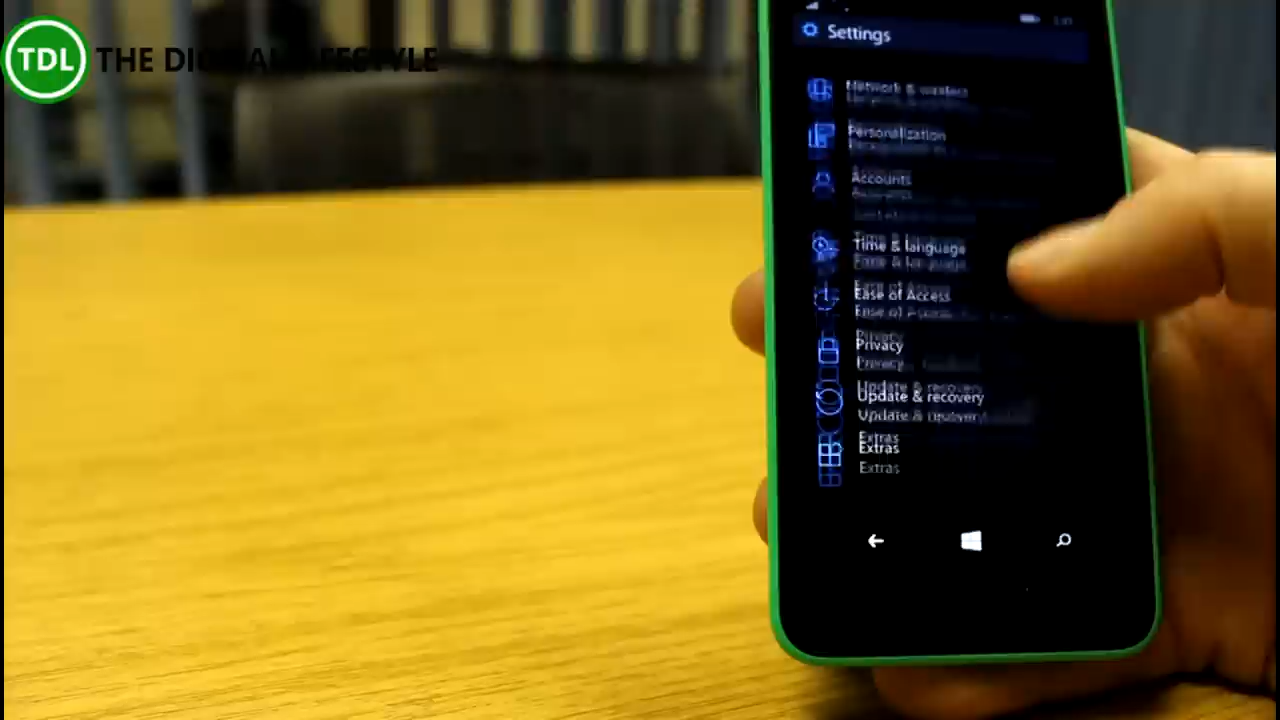 TDL THE DIGITAL LIFESTYLE
Settings
Network & wireless
Personalization
Accounts
Time & language
Ease of Access
Privacy
Update & recovery
Extras